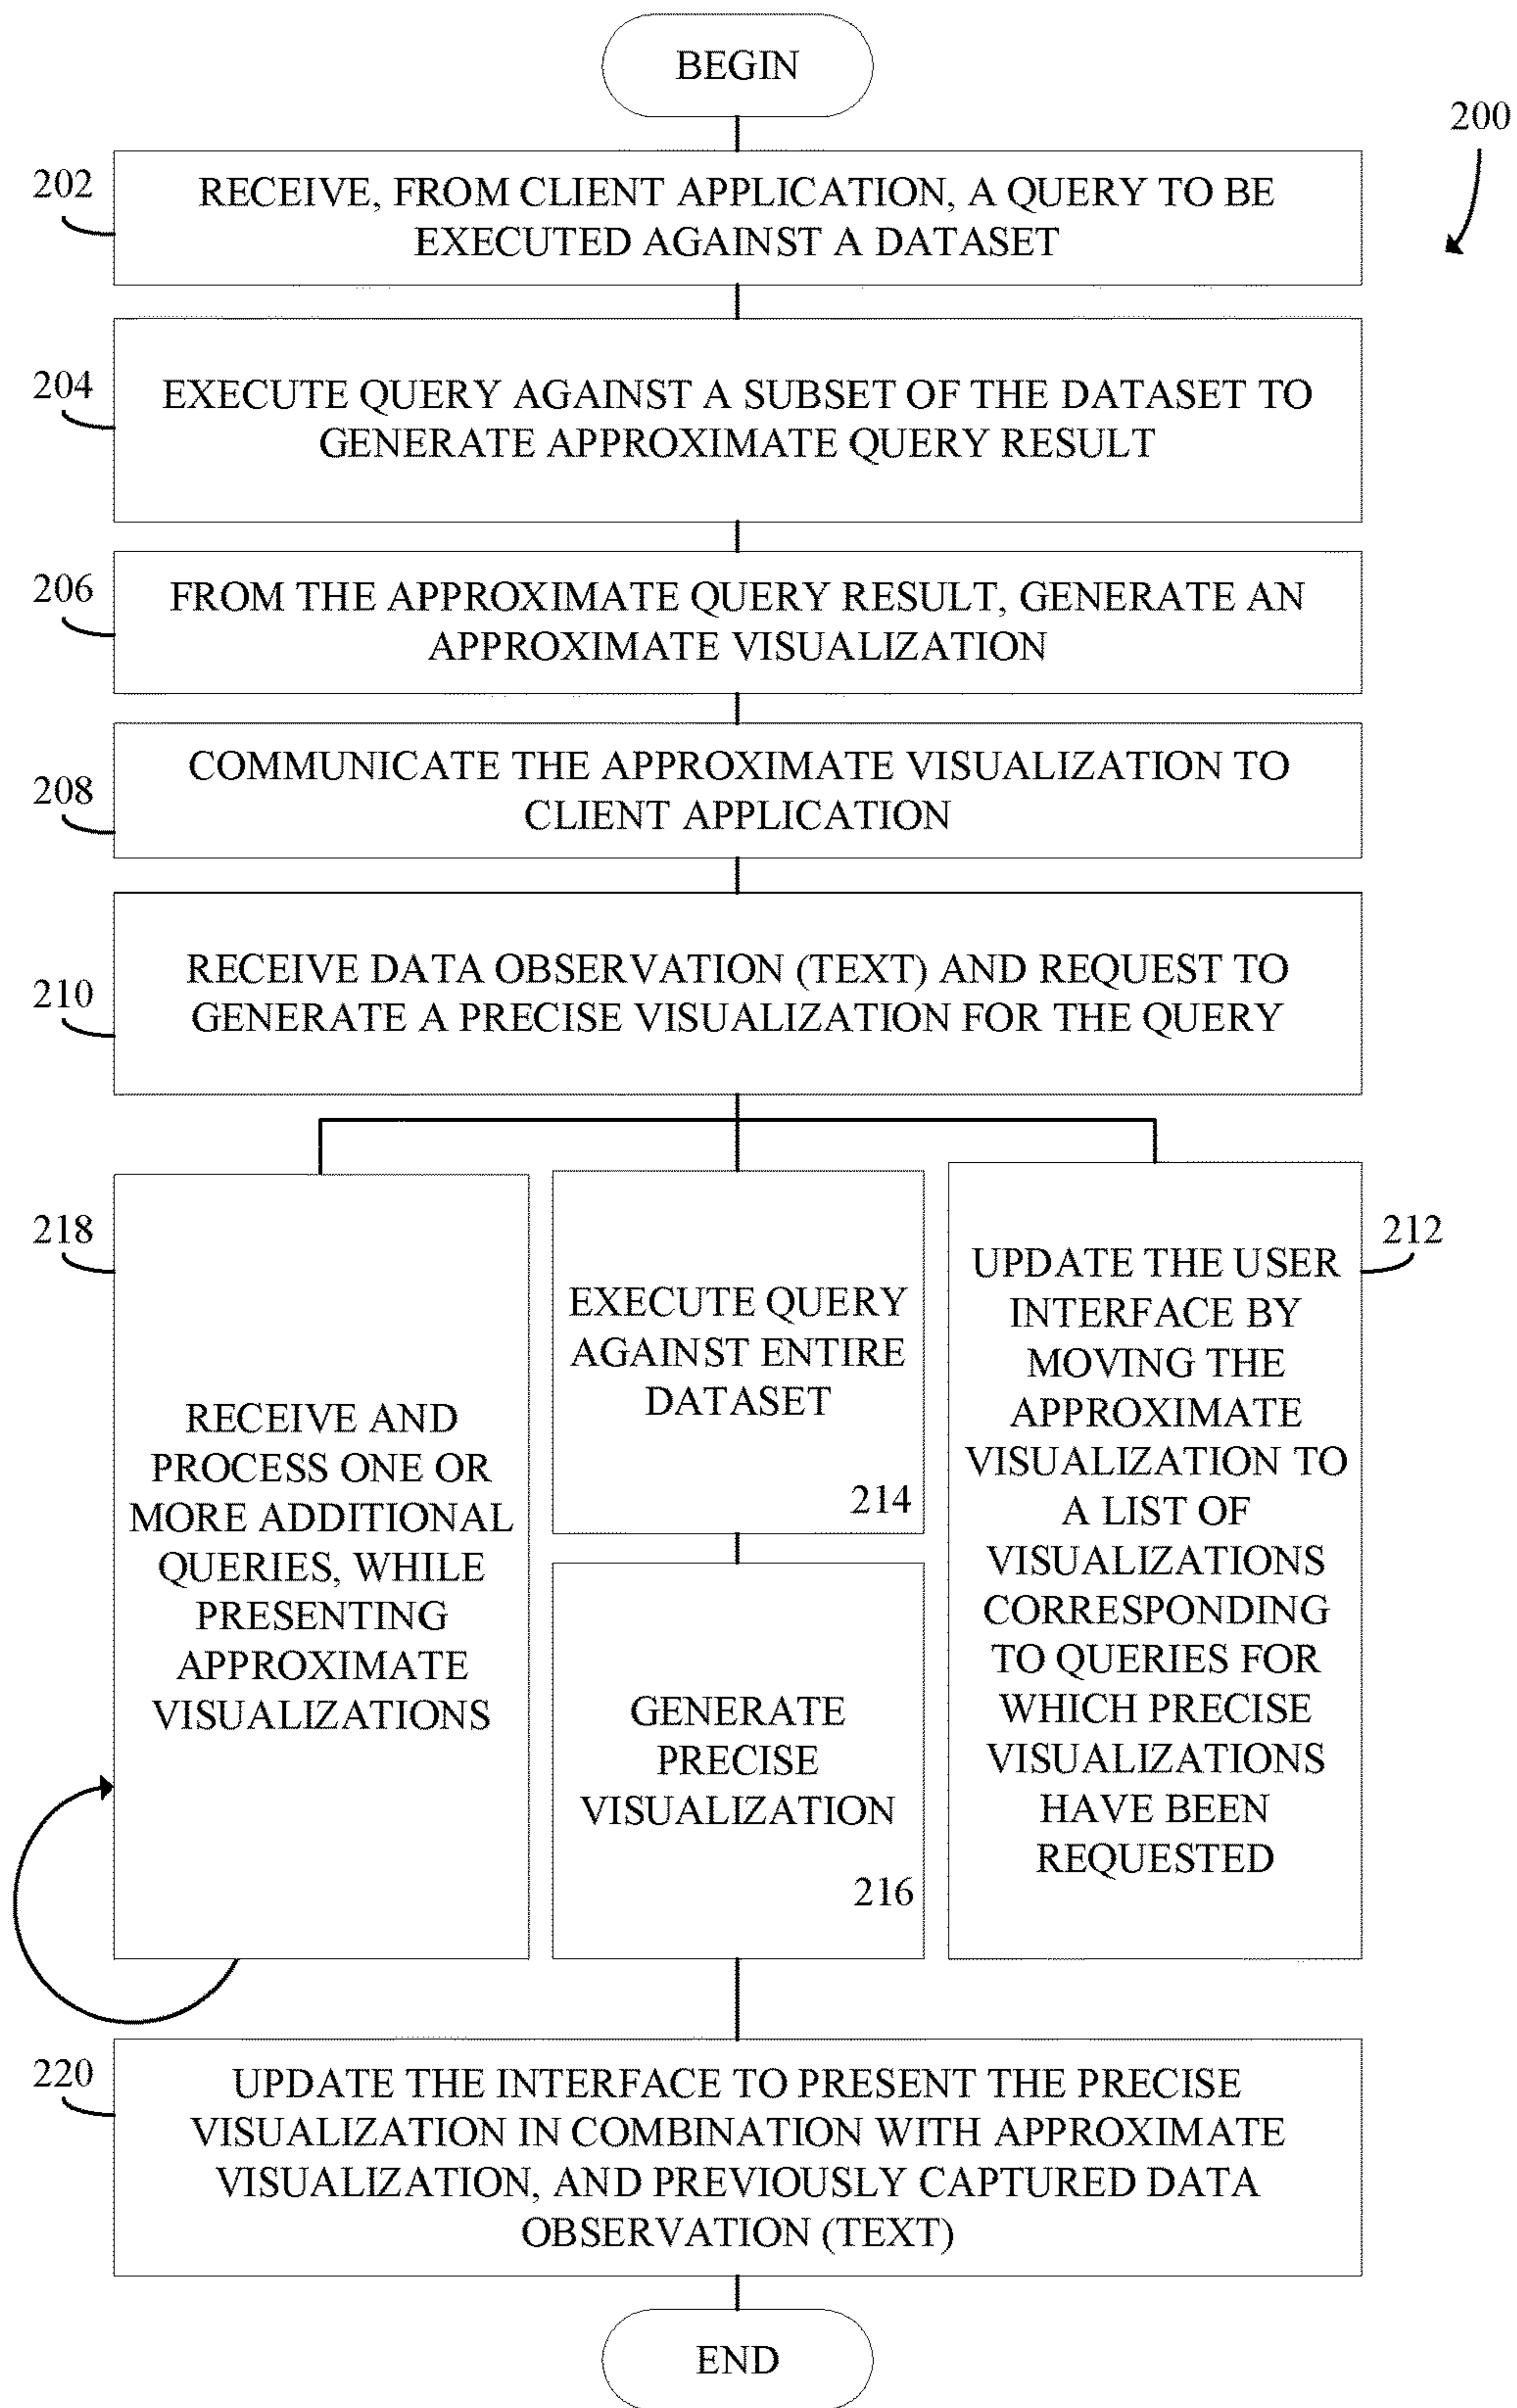 BEGIN
200
202
RECEIVE, FROM CLIENT APPLICATION, A QUERY TO BE
EXECUTED AGAINST A DATASET
204
EXECUTE QUERY AGAINST A SUBSET OF THE DATASET TO
GENERATE APPROXIMATE QUERY RESULT
206
FROM THE APPROXIMATE QUERY RESULT, GENERATE AN
APPROXIMATE VISUALIZATION
208
COMMUNICATE THE APPROXIMATE VISUALIZATION TO
CLIENT APPLICATION
210
RECEIVE DATA OBSERVATION (TEXT) AND REQUEST TO
GENERATE A PRECISE VISUALIZATION FOR THE QUERY
218
RECEIVE AND
PROCESS ONE OR
MORE ADDITIONAL
QUERIES, WHILE
PRESENTING
APPROXIMATE
VISUALIZATIONS
EXECUTE QUERY
AGAINST ENTIRE
DATASET
214
GENERATE
PRECISE
VISUALIZATION
216
212
UPDATE THE USER
INTERFACE BY
MOVING THE
APPROXIMATE
VISUALIZATION TO
A LIST OF
VISUALIZATIONS
CORRESPONDING
TO QUERIES FOR
WHICH PRECISE
VISUALIZATIONS
HAVE BEEN
REQUESTED
220
UPDATE THE INTERFACE TO PRESENT THE PRECISE
VISUALIZATION IN COMBINATION WITH APPROXIMATE
VISUALIZATION, AND PREVIOUSLY CAPTURED DATA
OBSERVATION (TEXT)
END